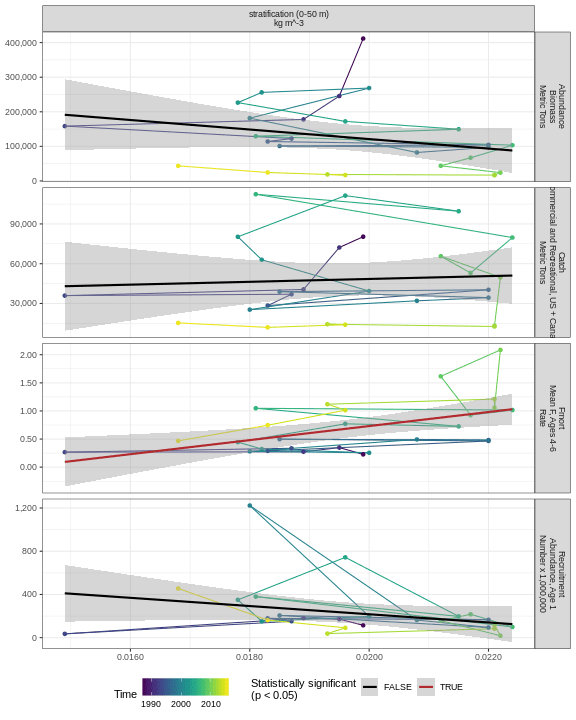 stratification (0-50 m)
kg m^-3
400,000
300,000
200,000
100,000
0
Abundance
Biomass
Metric Tons
90,000
60,000
30,000
Catch
ommercial and Recreational, US + Cana
Metric Tons
2.00
1.50
1.00
0.50
0.00
Fmort
Mean F, Ages 4-6
Rate
1,200
800
400
0
Recruitment
Abundance, Age 1
Number x 1,000,000
0.0160
0.0180
0.0200
0.0220
Time
1990
2000
2010
Statistically significant
(p < 0.05)
FALSE
TRUE